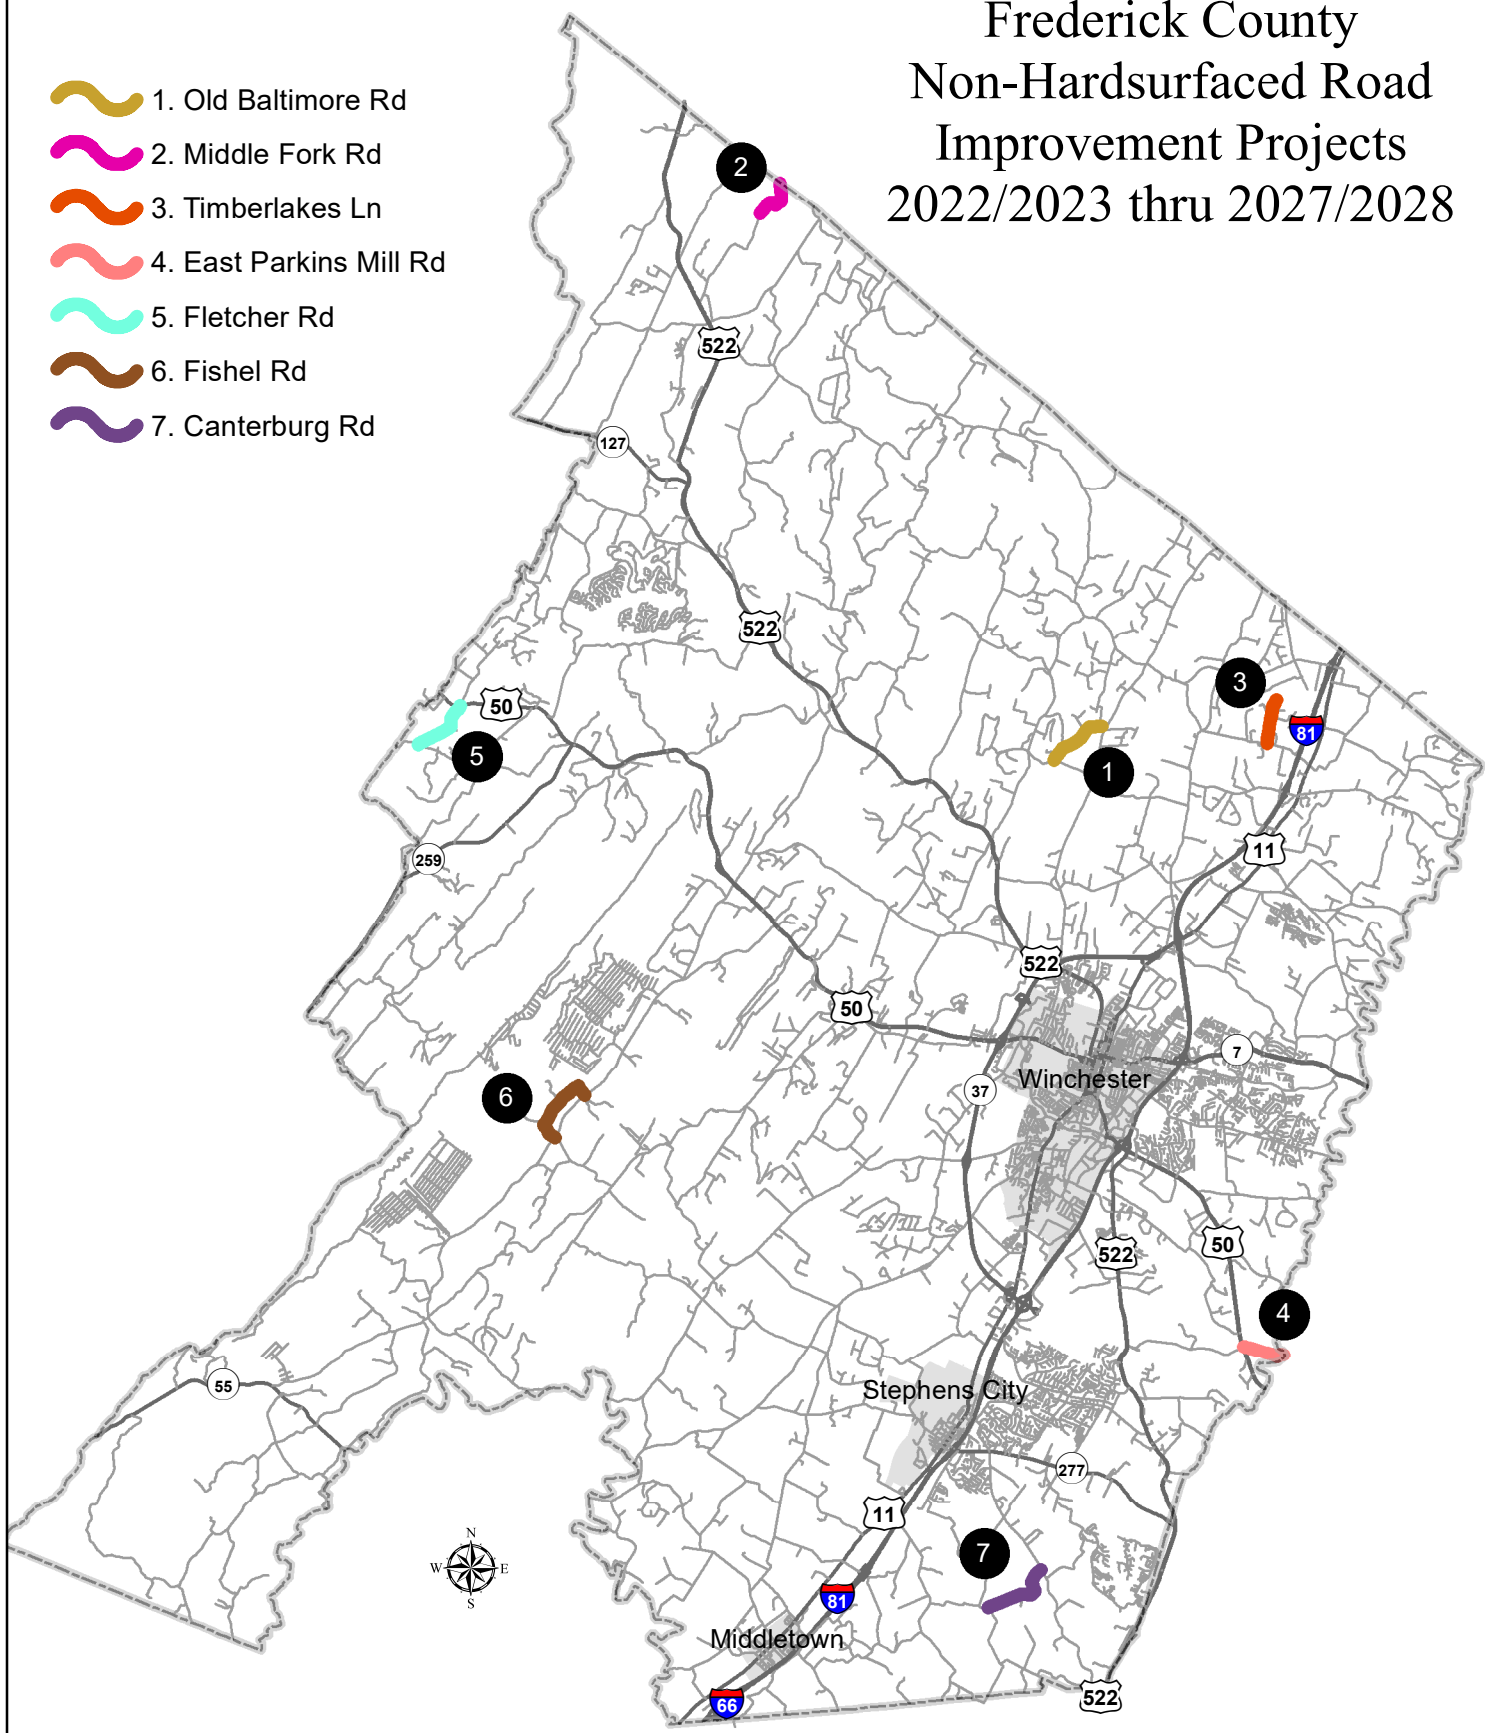 Frederick County
Non-Hardsurfaced Road
Improvement Projects
2022/2023 thru 2027/2028
1. Old Baltimore Rd
2. Middle Fork Rd
3. Timberlakes Ln
4. East Parkins Mill Rd
5. Fletcher Rd
6. Fishel Rd
7. Canterburg Rd
2
522
127
522
3
50
81
5
1
11
259
522
50
7
Winchester
37
6
522
50
4
55
Stephens City
277
11
7
81
Middletown
522
66
N
W
E
S